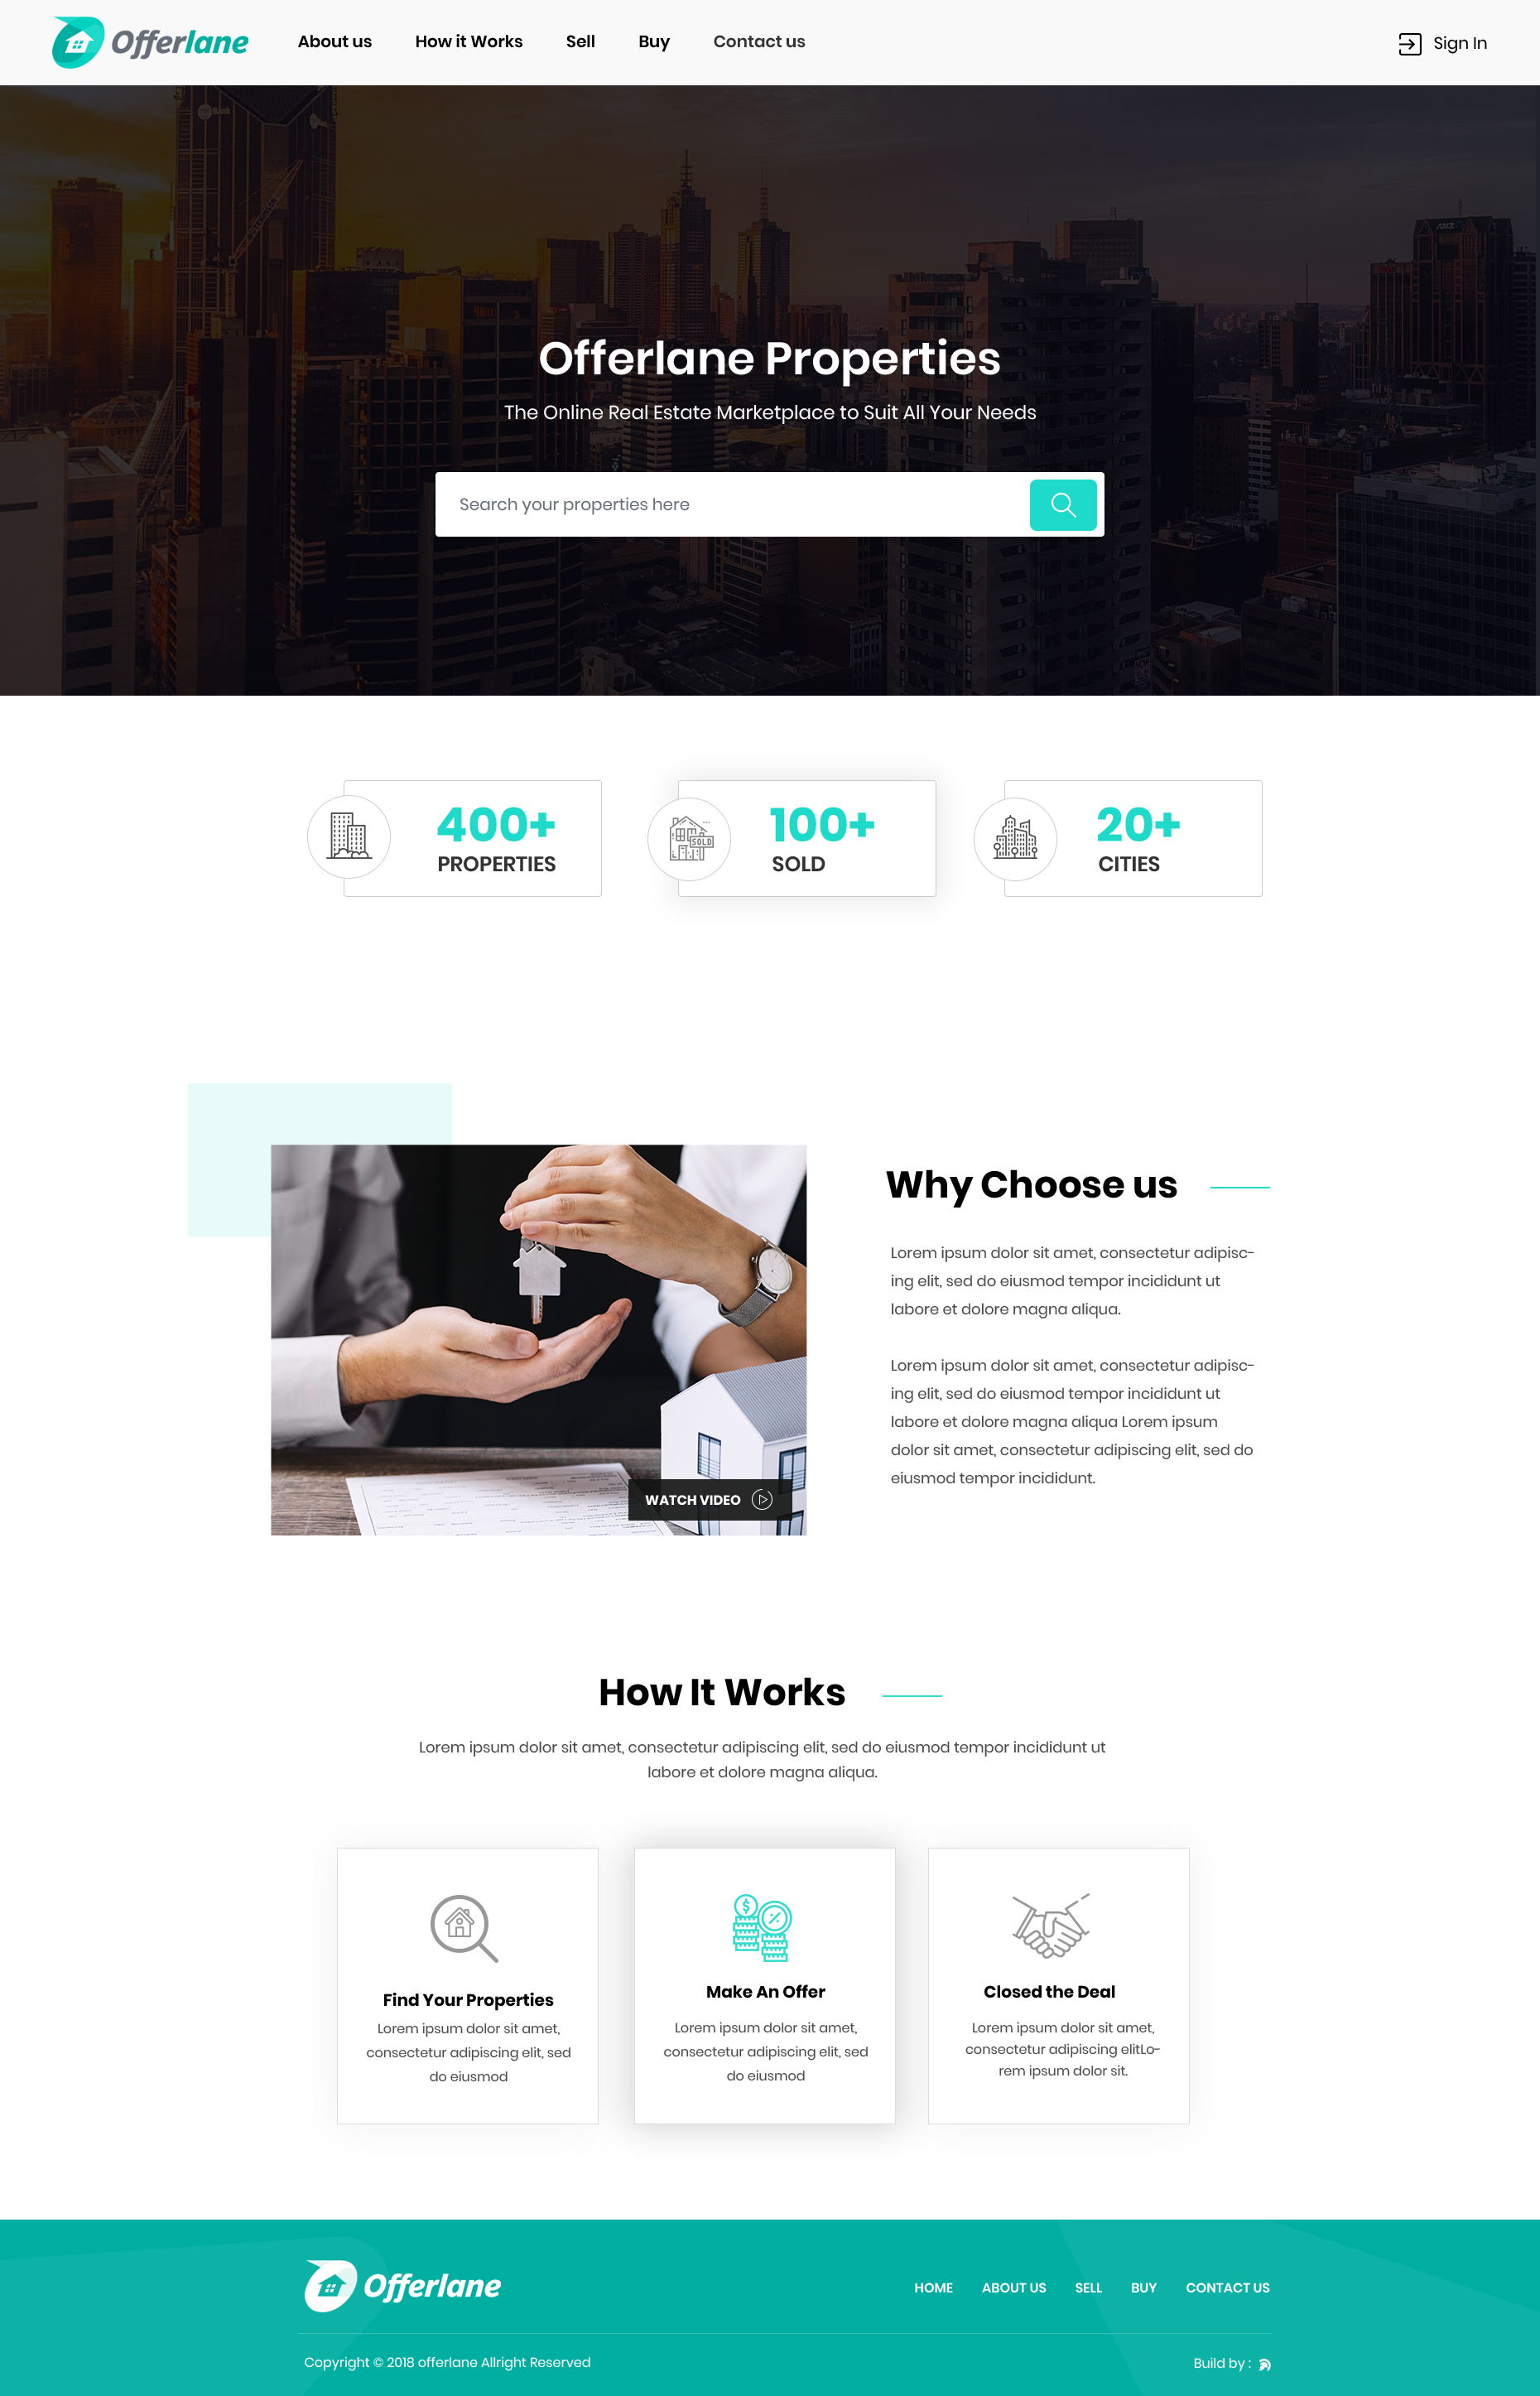 Offerlane
About us
How it Works
Sell
Buy
Contact us
Sign In
Bank
ANZ
Offerlane Properties
The Online Real Estate Marketplace to Suit All Your Needs
Search your properties here
400+
PROPERTIES
SOLD
100+
SOLD
20+
CITIES
Why Choose us
Lorem ipsum dolor sit amet, consectetur adipisc-
ing elit, sed do eiusmod tempor incididunt ut
labore et dolore magna aliqua.
Lorem ipsum dolor sit amet, consectetur adipisc-
ing elit, sed do eiusmod tempor incididunt ut
labore et dolore magna aliqua Lorem ipsum
dolor sit amet, consectetur adipiscing elit, sed do
eiusmod tempor incididunt.
WATCH VIDEO
How It Works
Lorem ipsum dolor sit amet, consectetur adipiscing elit, sed do eiusmod tempor incididunt ut
labore et dolore magna aliqua.
$
%
Find Your Properties
Lorem ipsum dolor sit amet,
consectetur adipiscing elit, sed
do eiusmod
Make An Offer
Lorem ipsum dolor sit amet,
consectetur adipiscing elit, sed
do eiusmod
Closed the Deal
Lorem ipsum dolor sit amet,
consectetur adipiscing elitLo-
rem ipsum dolor sit.
Offerlane
HOME
ABOUT US
SELL
BUY
CONTACT US
Copyright © 2018 offerlane Allright Reserved
Build by :